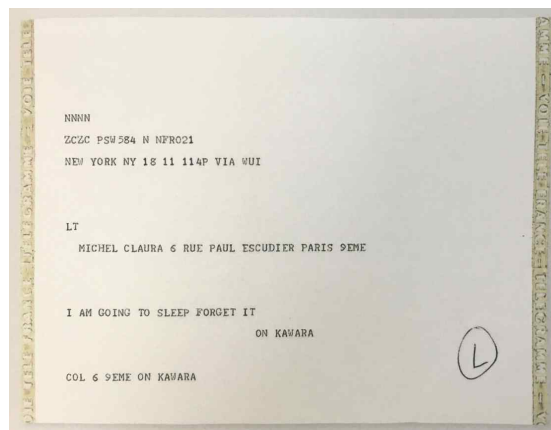 NNNN
ZCZC PSW584 N NFR021
NEW YORK NY 18 11 114P VIA WUI
LT
MICHEL CLAURA 6 RUE PAUL ESCUDIER PARIS 9EME
I AM GOING TO SLEEP FORGET IT
ON KAWARA
COL 6 9EME ON KAWARA
L